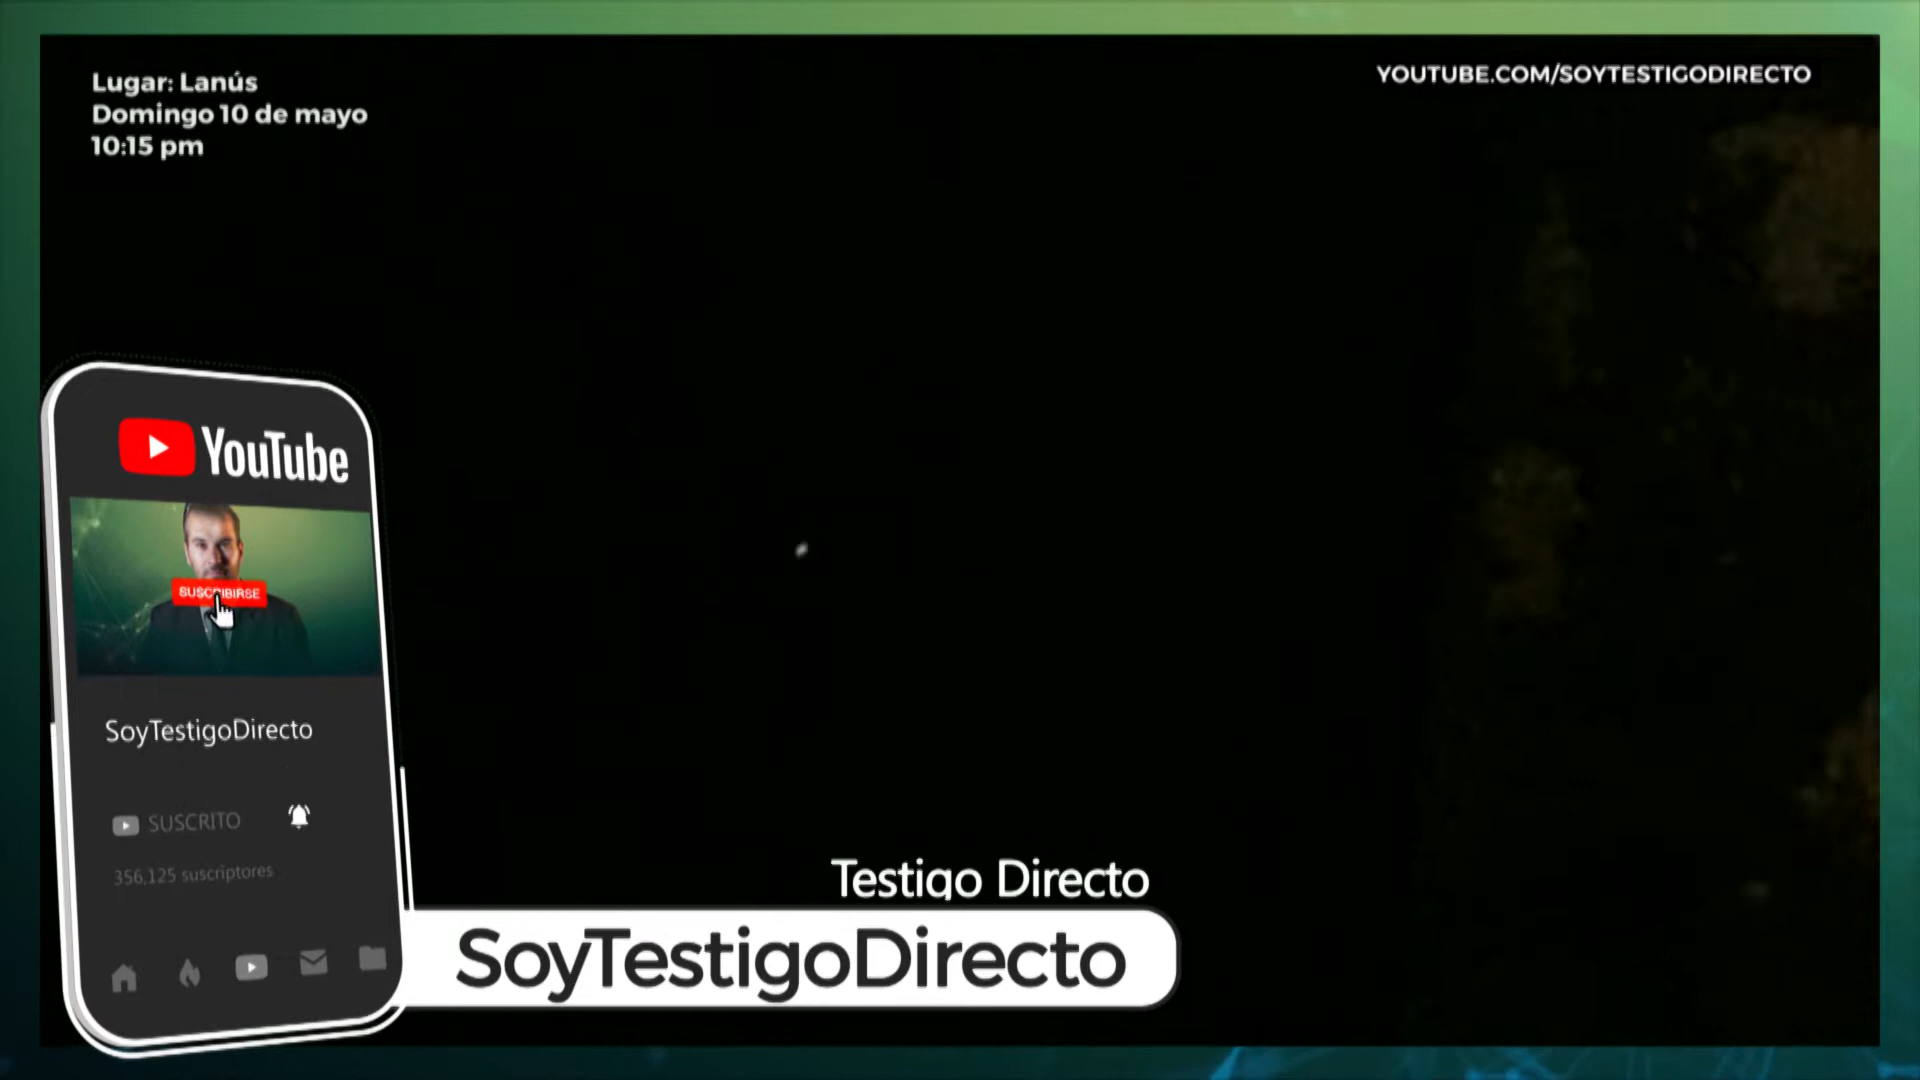 Lugar: Lanús
Domingo 10 de mayo
10:15 pm
YOUTUBE.COM/SOYTESTIGODIRECTO
YouTube
SUSCRIBIRSE
SoyTestigoDirecto
SUSCRITO
356,125 suscriptores
Testigo Directo
SoyTestigoDirecto